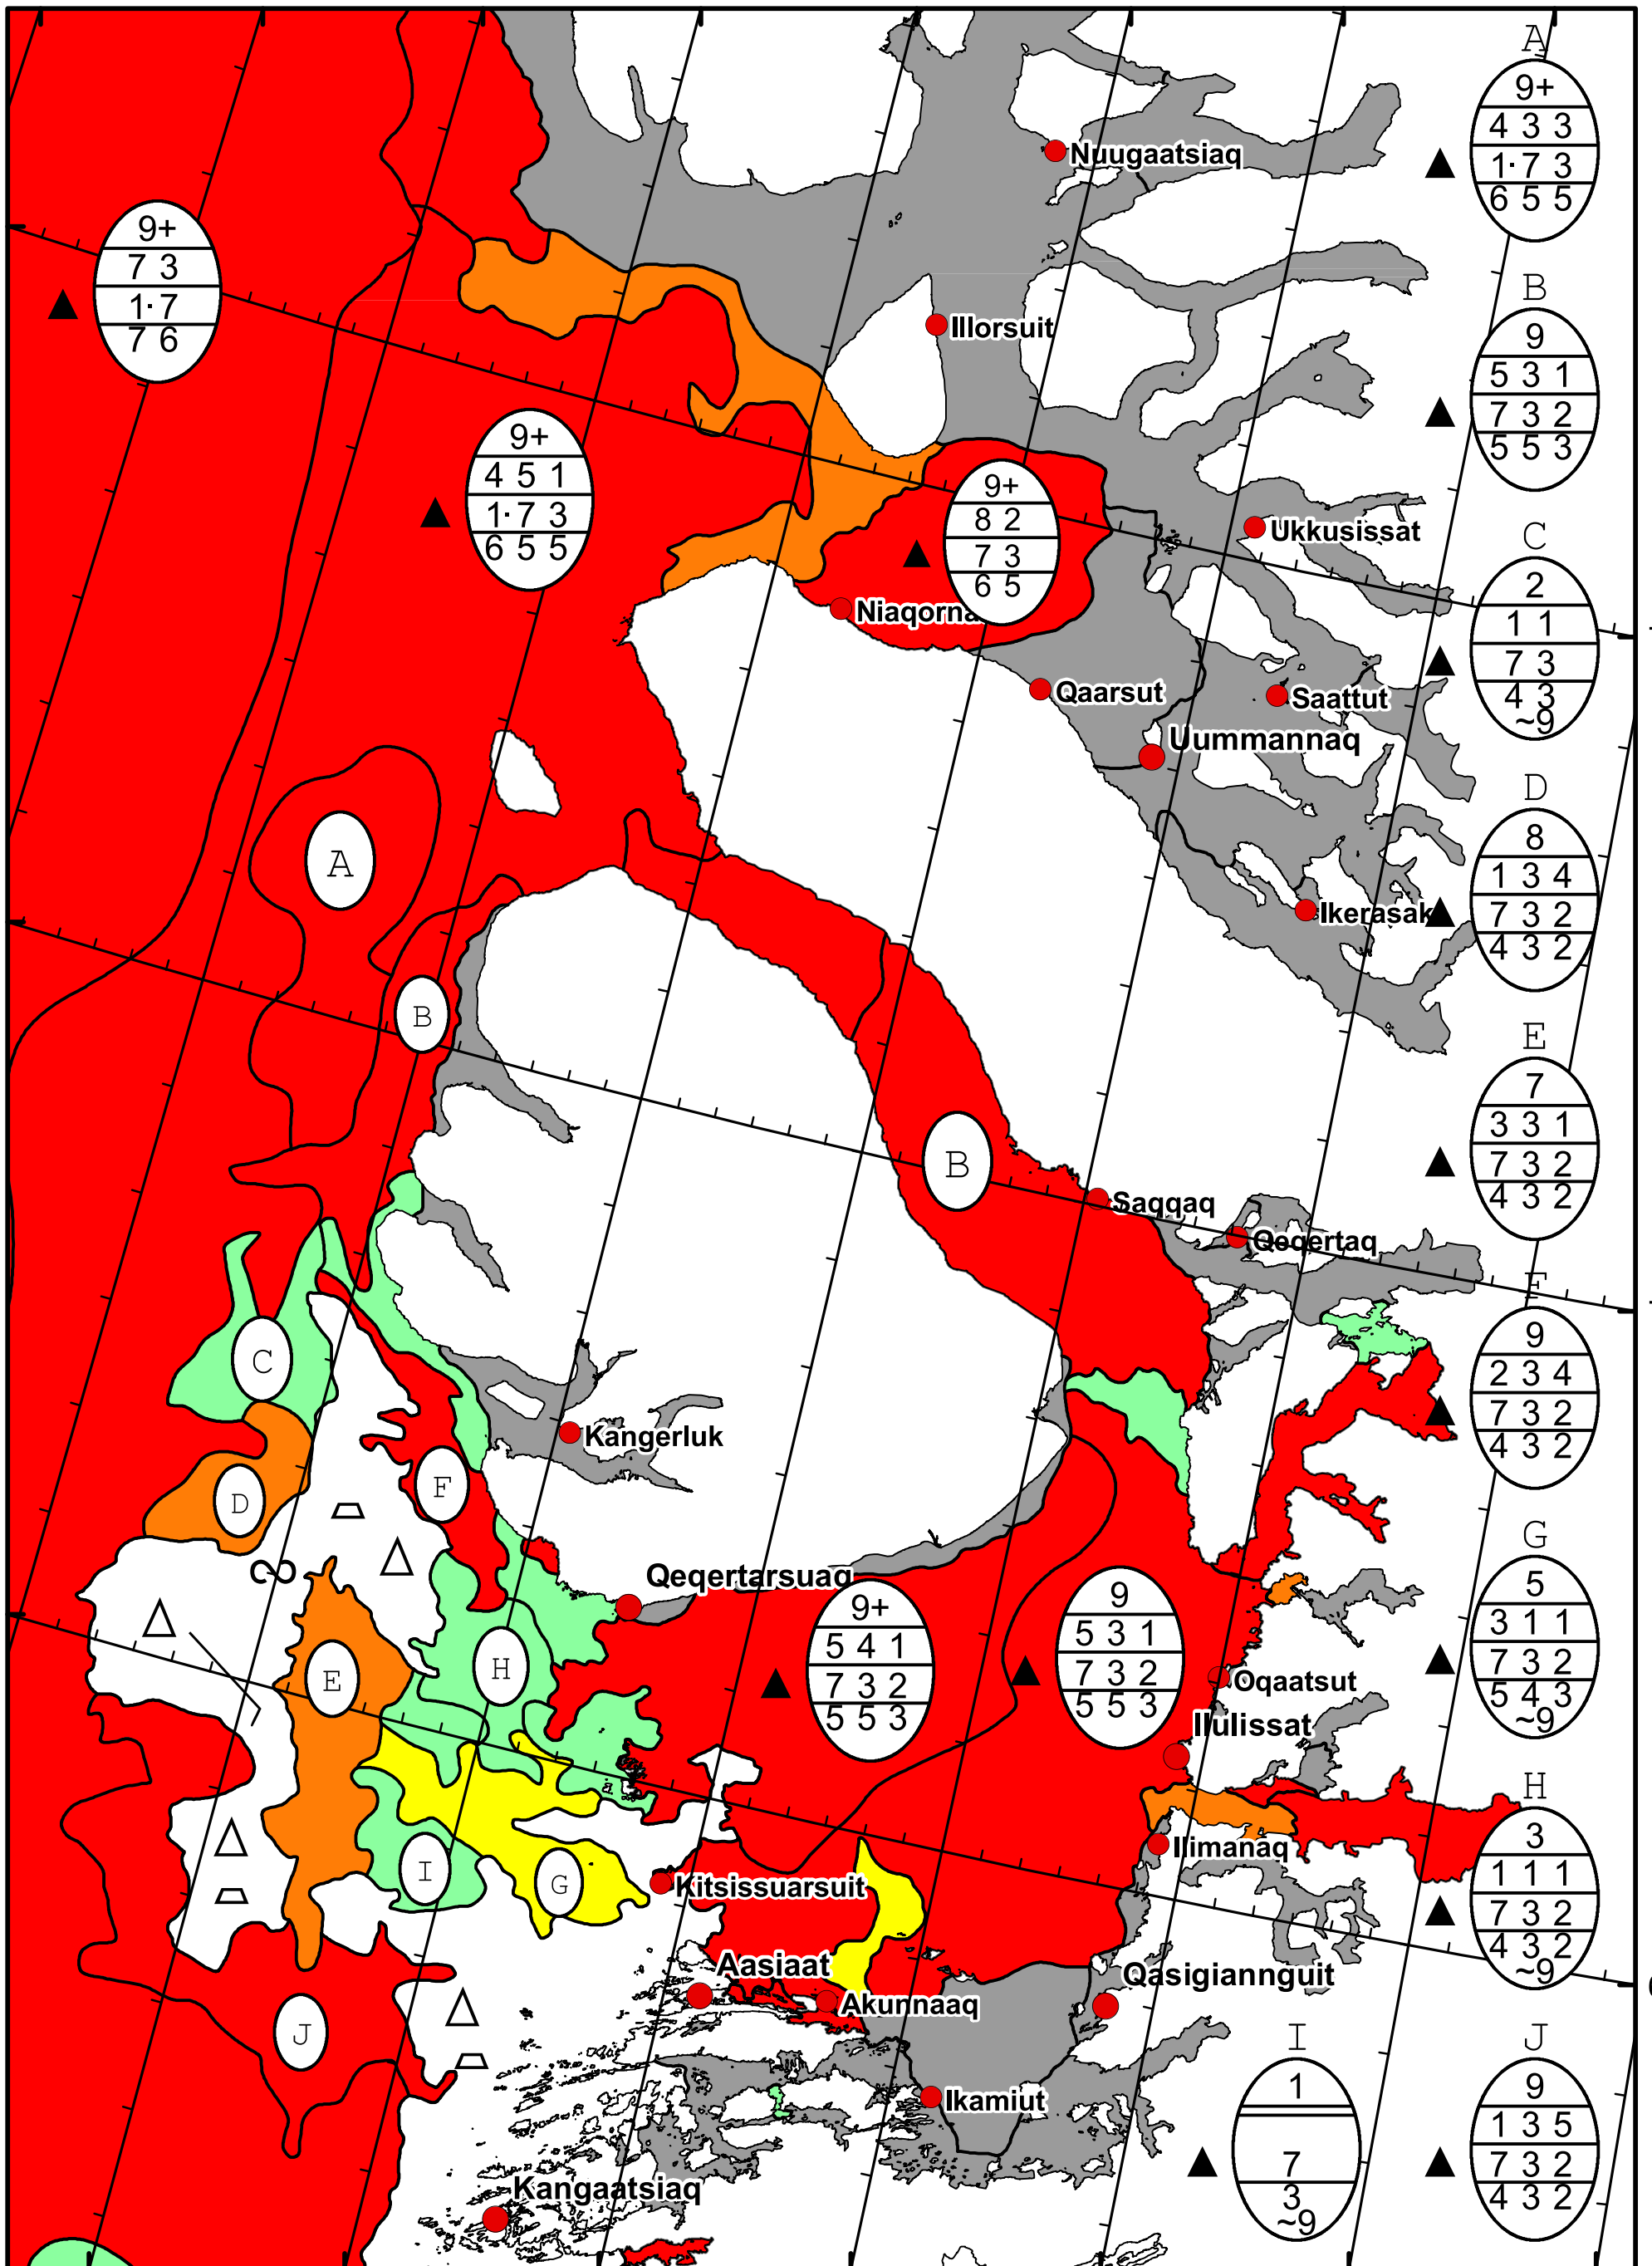 A
9+
4 3 3
1· 7 3
6 5 5
Nuugaatsiaq
9+
7 3
1· 7
7 6
Illorsuit
B
9
5 3 1
7 3 2
5 5 3
9+
4 5 1
1· 7 3
6 5 5
9+
8 2
7 3
6 5
Ukkusissat
Niaqorna
C
2
1 1
7 3
4 3
~9
Qaarsut
Saattut
Uummannaq
A
D
8
1 3 4
7 3 2
4 3 2
Ikerasak
B
E
7
3 3 1
7 3 2
4 3 2
B
Saqqaq
Qeqertaq
C
F
9
2 3 4
7 3 2
4 3 2
Kangerluk
D
F
G
5
3 1 1
7 3 2
5 4 3
~9
Qeqertarsuaq
9+
5 4 1
7 3 2
5 5 3
9
5 3 1
7 3 2
5 5 3
E
H
Oqaatsut
Ilulissat
H
3
1 1 1
7 3 2
4 3 2
~9
Ilimanaq
I
G
Kitsissuarsuit
Aasiaat
Qasigiannguit
Akunnaaq
J
I
1
7
3
~9
J
9
1 3 5
7 3 2
4 3 2
Ikamiut
Kangaatsiaq